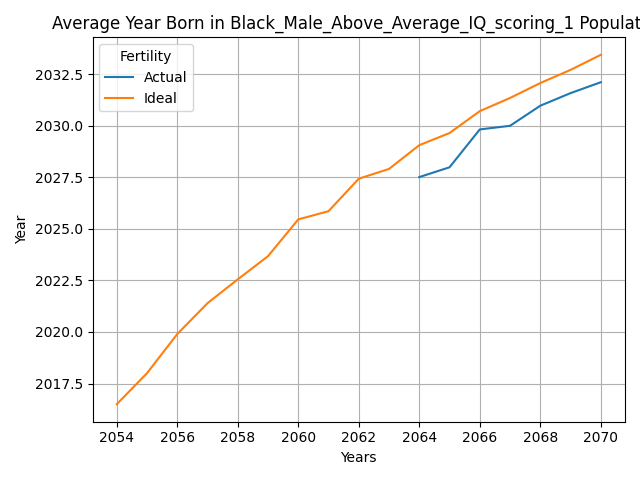 Average Year Born in Black_Male_Above_Average_IQ_scoring_1 Populat
Fertility
Actual
Ideal
2032.5
2030.0
2027.5
2025.0
2022.5
2020.0
2017.5
Year
2054 2056 2058 2060 2062 2064 2066 2068 2070
Years